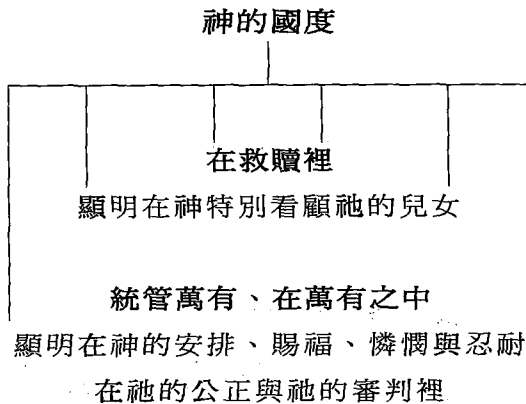 神的國度
在救贖裡
顯明在神特別看顧祂的兒女
統管萬有、在萬有之中
顯明在神的安排、賜福、憐憫與忍耐
在祂的公正與祂的審判裡